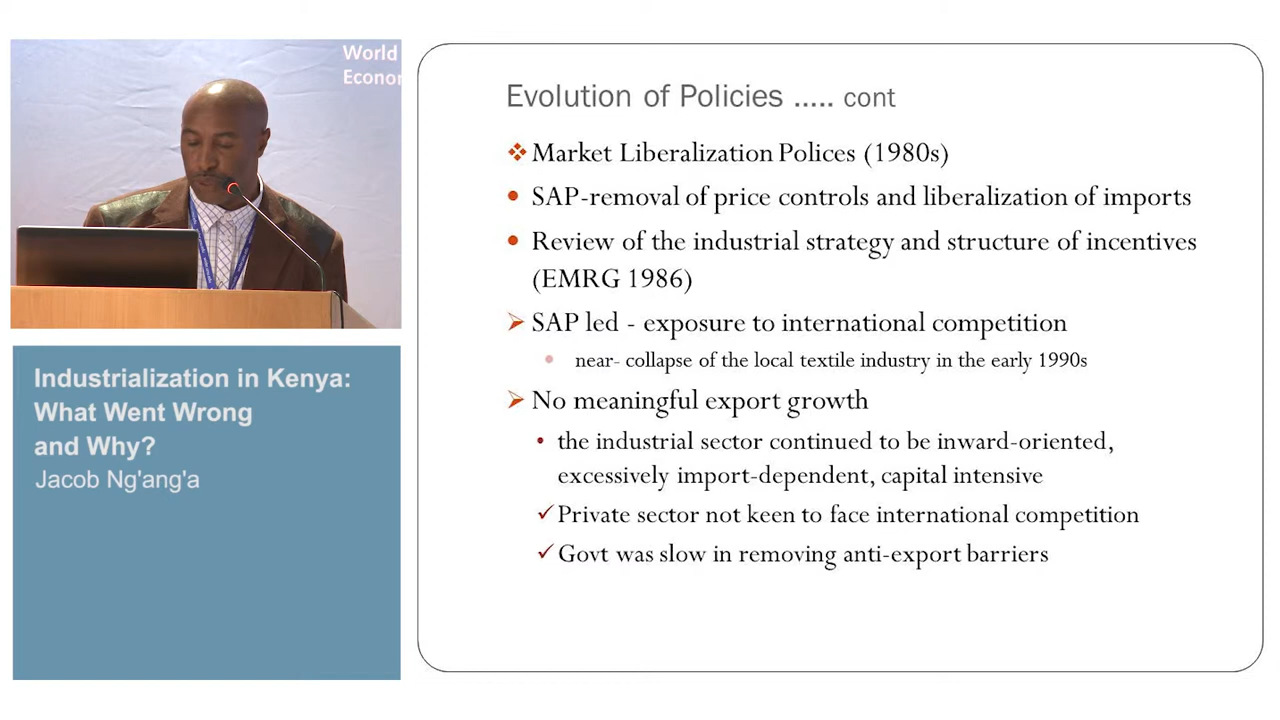 World
Econor
Industrialization in Kenya:
What Went Wrong
and Why?
Jacob Ng'ang'a
Evolution of Policies ..... cont
❖ Market Liberalization Polices (1980s)
• SAP-removal of price controls and liberalization of imports
• Review of the industrial strategy and structure of incentives
(EMRG 1986)
➢ SAP led - exposure to international competition
• near- collapse of the local textile industry in the early 1990s
➢ No meaningful export growth
• the industrial sector continued to be inward-oriented,
excessively import-dependent, capital intensive
✓ Private sector not keen to face international competition
✓ Govt was slow in removing anti-export barriers